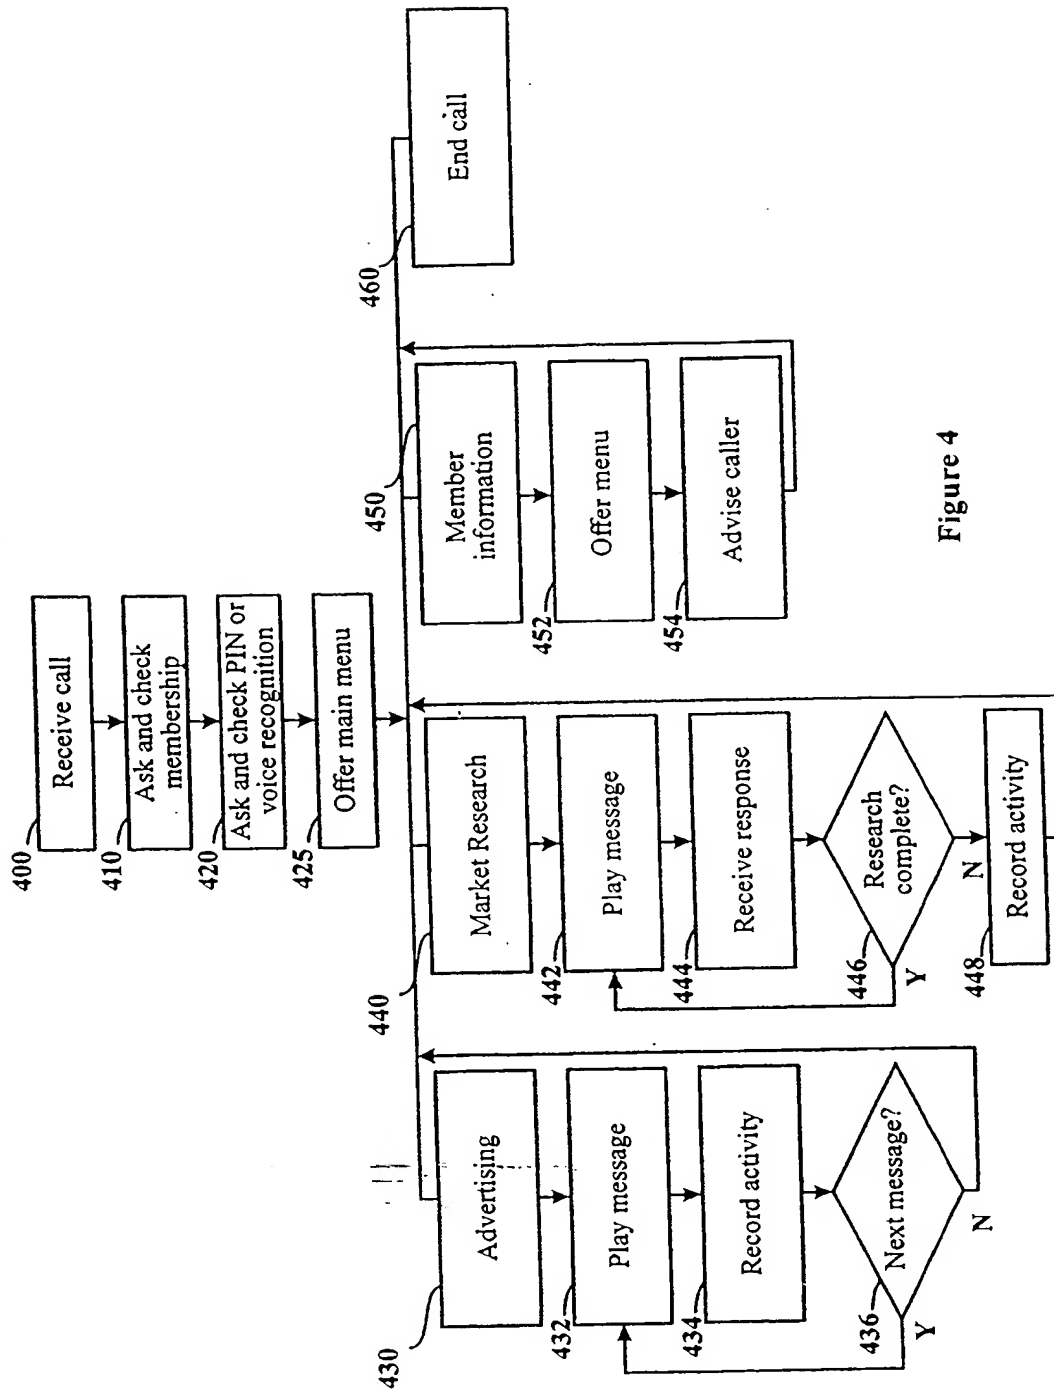 400
Receive call
410
Ask and check
membership
420
Ask and check PIN or
voice recognition
425
Offer main menu
430
Advertising
432
Play message
434
Record activity
436
Next message?
Y
N
440
Market Research
442
Play message
444
Receive response
446
Research
complete?
Y
N
448
Record activity
450
Member
information
452
Offer menu
454
Advise caller
460
End call
Figure 4